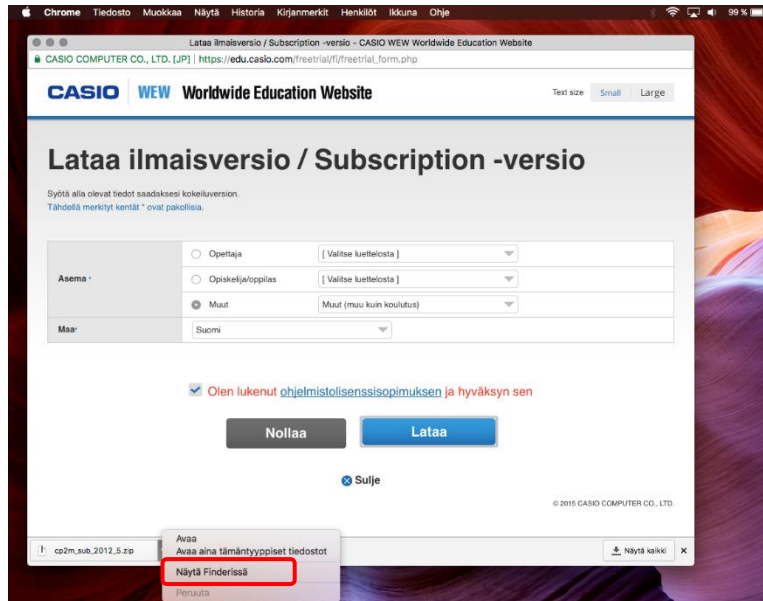 Chrome Tiedosto Muokkaa Näytä Historia Kirjanmerkit Henkilöt Ikkuna Ohje 99 %
Lataa ilmaisversio / Subscription -versio - CASIO WEW Worldwide Education Website
CASIO COMPUTER CO., LTD. [JP] | https://edu.casio.com/freetrial/fi/freetrial_form.php
CASIO WEW Worldwide Education Website Text size Small Large
Lataa ilmaisversio / Subscription -versio
Syötä alla olevat tiedot saadaksesi kokeiluversion.
Tähdellä merkityt kentät * ovat pakollisia.
Asema *
Opettaja [ Valitse luettelosta ]
Opiskelija/oppilas [ Valitse luettelosta ]
Muut Muut (muu kuin koulutus)
Maa* Suomi
Olen lukenut ohjelmistolisenssisopimuksen ja hyväksyn sen
Nollaa Lataa
Sulje
© 2015 CASIO COMPUTER CO., LTD.
cp2m_sub_2012_5.zip
Avaa
Avaa aina tämäntyyppiset tiedostot
Näytä Finderissä
Peruuta
Näytä kaikki